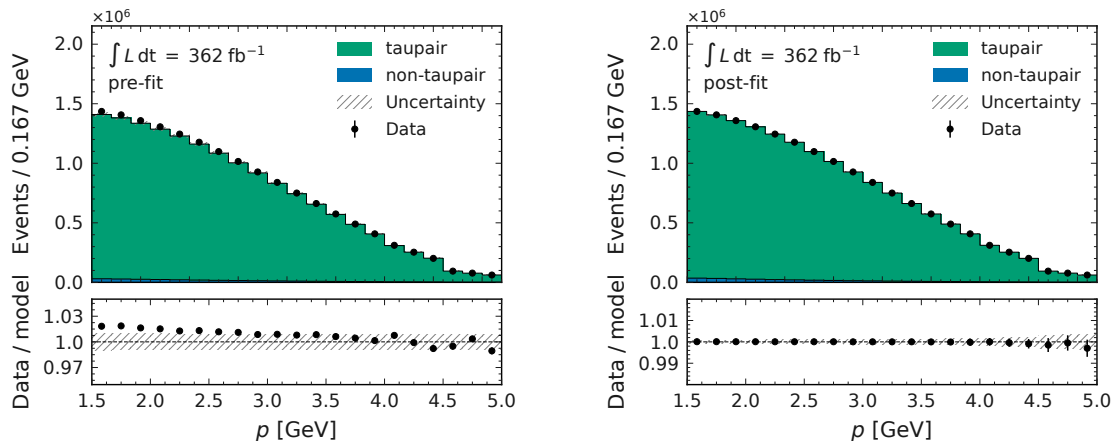 ×10⁶
∫ L dt = 362 fb⁻¹
pre-fit
taupair
non-taupair
Uncertainty
Data
Events / 0.167 GeV
2.0
1.5
1.0
0.5
0.0
Data / model
1.03
1.0
0.97
1.5 2.0 2.5 3.0 3.5 4.0 4.5 5.0
p [GeV]
×10⁶
∫ L dt = 362 fb⁻¹
post-fit
taupair
non-taupair
Uncertainty
Data
Events / 0.167 GeV
2.0
1.5
1.0
0.5
0.0
Data / model
1.01
1.0
0.99
1.5 2.0 2.5 3.0 3.5 4.0 4.5 5.0
p [GeV]